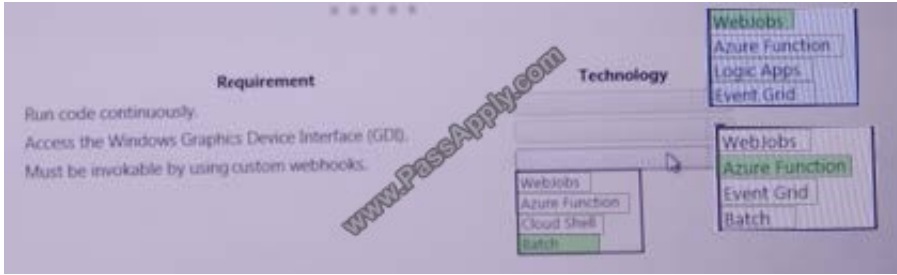 Requirement
Technology
Run code continuously.
Access the Windows Graphics Device Interface (GDI).
Must be invokable by using custom webhooks.
WebJobs
Azure Function
Logic Apps
Event Grid
WebJobs
Azure Function
Event Grid
Batch
WebJobs
Azure Function
Cloud Shell
Batch
www.PassApply.com